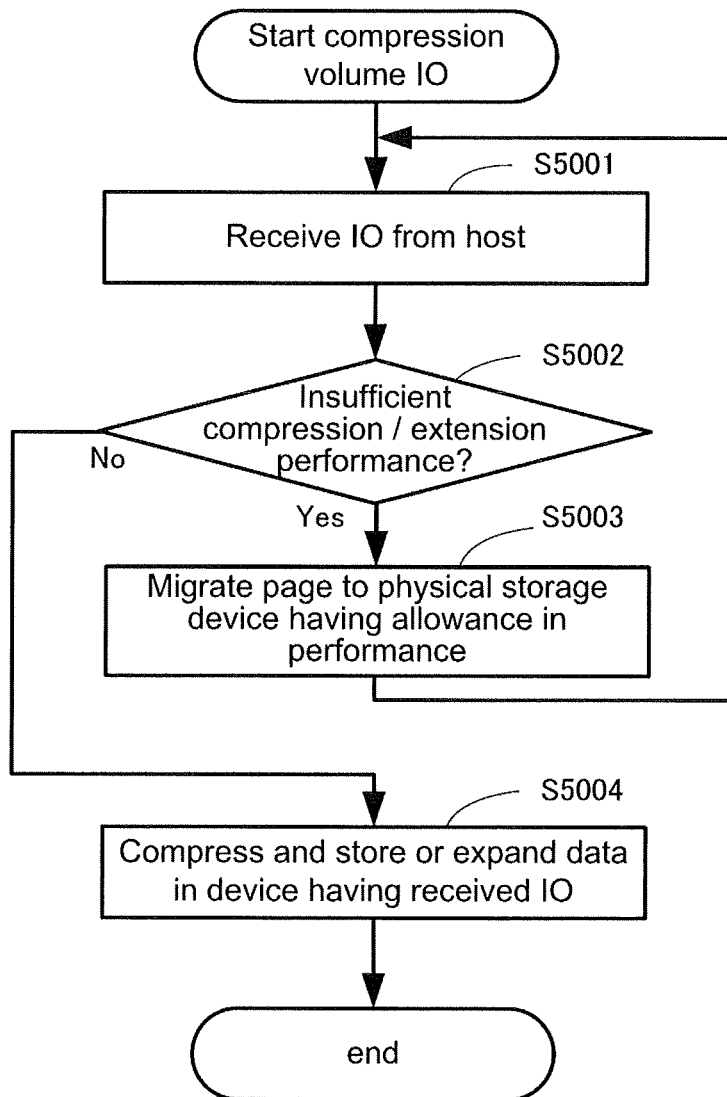 Start compression
volume IO
S5001
Receive IO from host
S5002
Insufficient
compression / extension
performance?
No
Yes
S5003
Migrate page to physical storage
device having allowance in
performance
S5004
Compress and store or expand data
in device having received IO
end